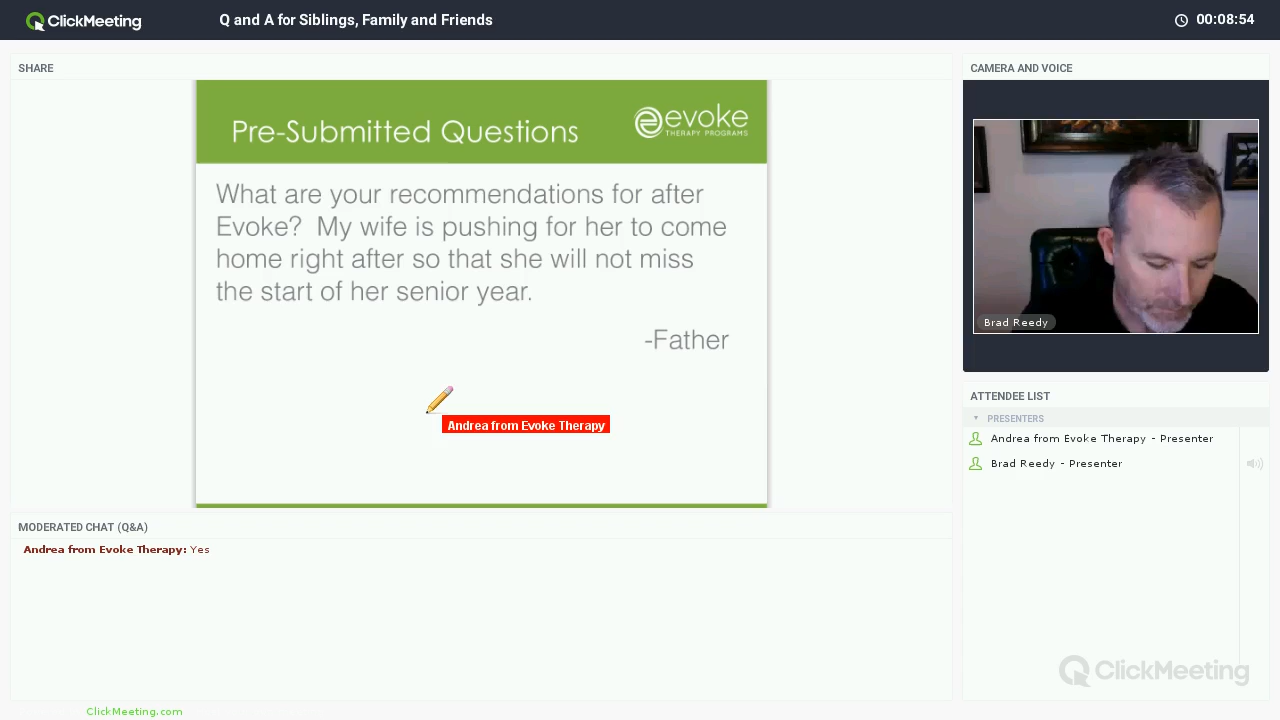 ClickMeeting
Q and A for Siblings, Family and Friends
00:08:54
SHARE
Pre-Submitted Questions
evoke
THERAPY PROGRAMS
What are your recommendations for after
Evoke?  My wife is pushing for her to come
home right after so that she will not miss
the start of her senior year.
-Father
Andrea from Evoke Therapy
MODERATED CHAT (Q&A)
Andrea from Evoke Therapy: Yes
CAMERA AND VOICE
Brad Reedy
ATTENDEE LIST
PRESENTERS
Andrea from Evoke Therapy - Presenter
Brad Reedy - Presenter
ClickMeeting
ClickMeeting.com